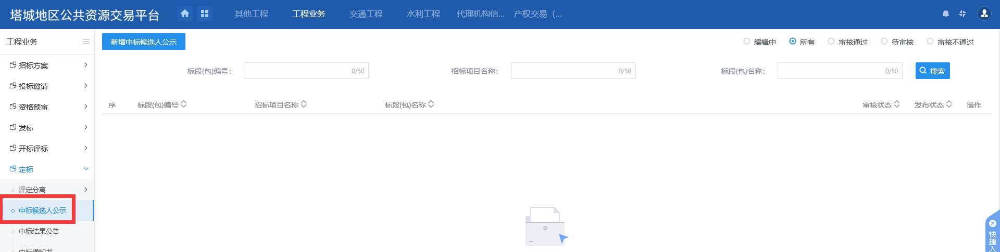 塔城地区公共资源交易平台
其他工程 工程业务 交通工程 水利工程 代理机构信... 产权交易（...
工程业务
新增中标候选人公示
编辑中 所有 审核通过 待审核 审核不通过
招标方案
标段(包)编号： 0/50 招标项目名称： 0/50 标段(包)名称： 0/50 搜索
投标邀请
资格预审
序 标段(包)编号 招标项目名称 标段(包)名称 审核状态 发布状态 操作
发标
开标评标
定标
评定分离
中标候选人公示
中标结果公告
中标通知书
快捷入